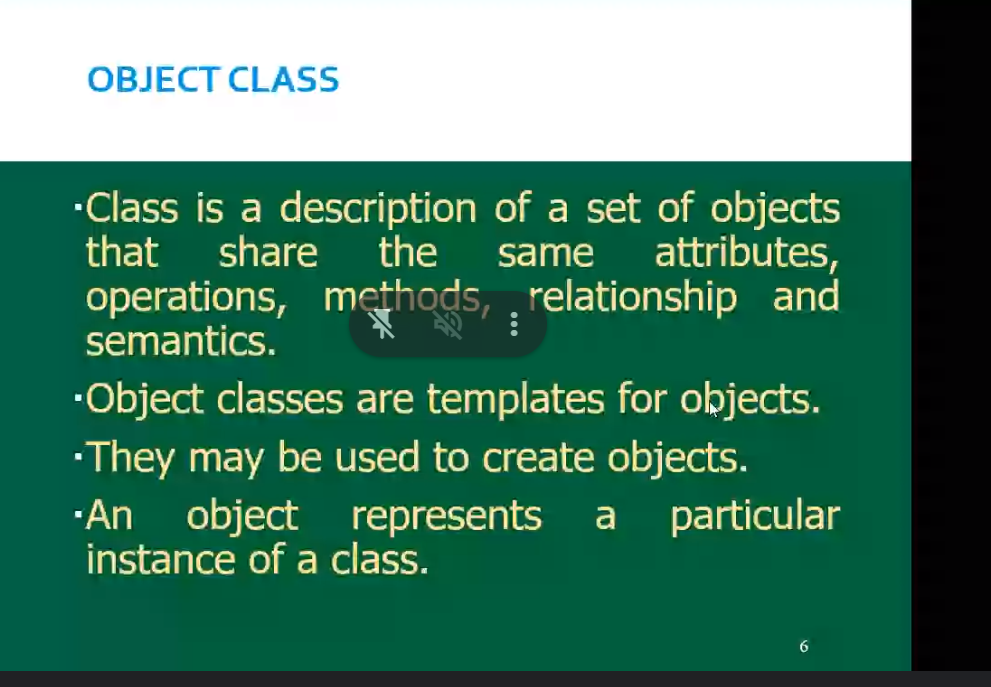 OBJECT CLASS
▪Class is a description of a set of objects
that share the same attributes,
operations, methods, relationship and
semantics.
▪Object classes are templates for objects.
▪They may be used to create objects.
▪An object represents a particular
instance of a class.
6